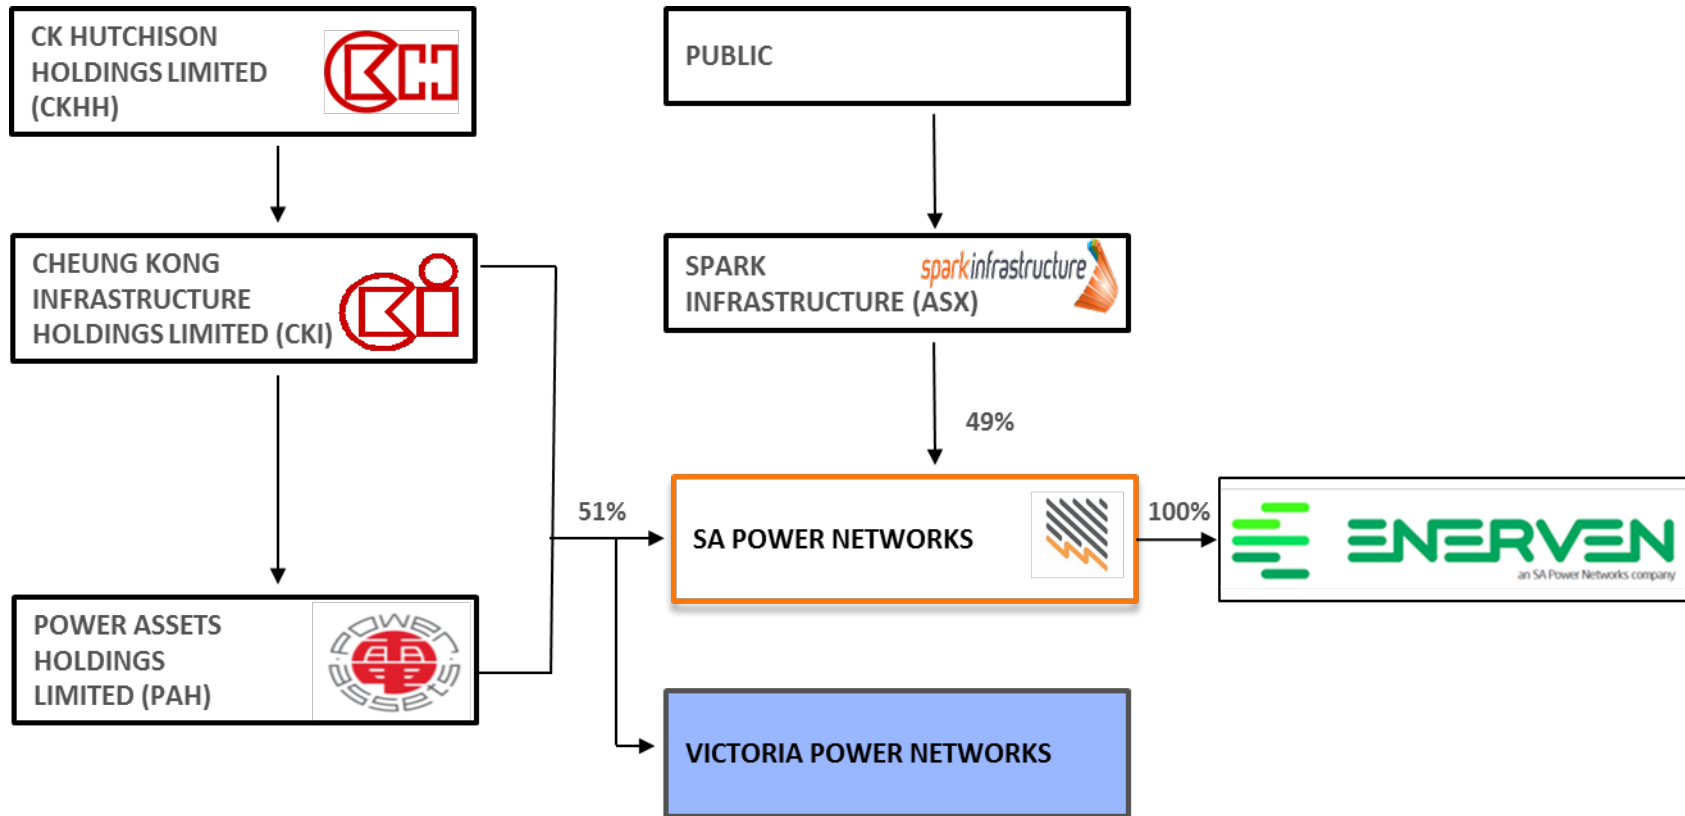 CK HUTCHISON
HOLDINGS LIMITED
(CKHH)
CKH
PUBLIC
CHEUNG KONG
INFRASTRUCTURE
HOLDINGS LIMITED (CKI)
CKi
SPARK
INFRASTRUCTURE (ASX)
sparkinfrastructure
49%
51%
SA POWER NETWORKS
100%
ENERVEN
an SA Power Networks company
POWER ASSETS
HOLDINGS
LIMITED (PAH)
POWER
assets
VICTORIA POWER NETWORKS